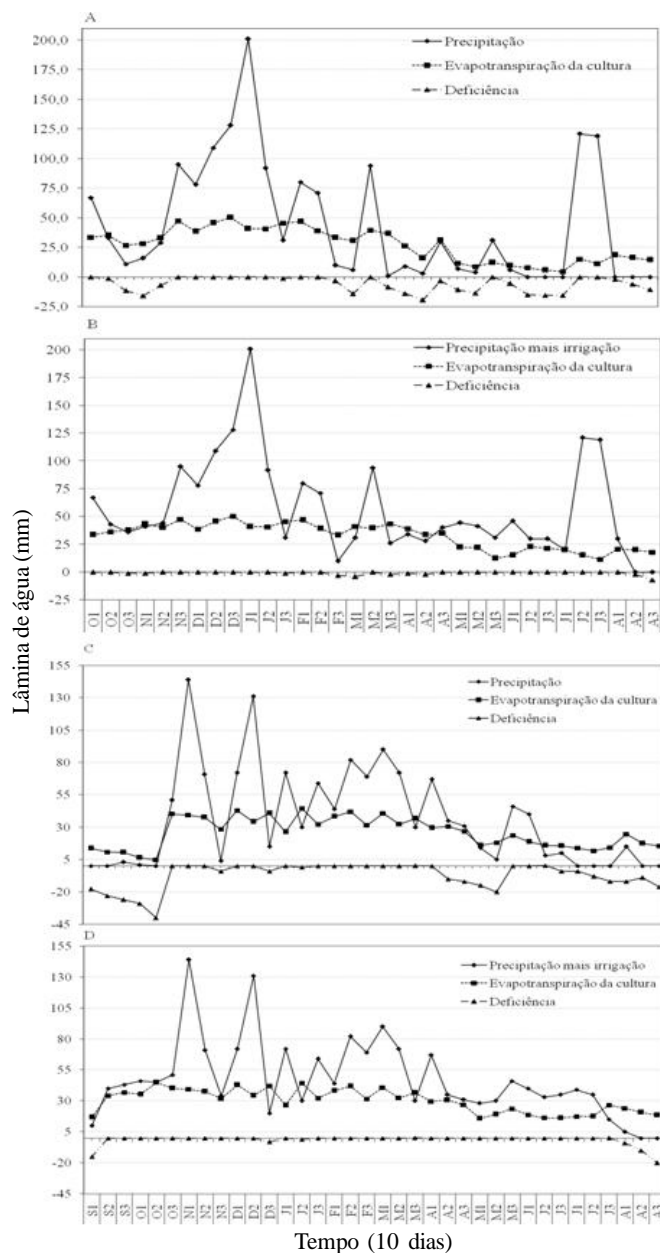 A
200,0
175,0
150,0
125,0
100,0
75,0
50,0
25,0
0,0
-25,0
Precipitação
Evapotranspiração da cultura
Deficiência
B
200
175
150
125
100
75
50
25
0
-25
Precipitação mais irrigação
Evapotranspiração da cultura
Deficiência
O1 O2 O3 N1 N2 N3 D1 D2 D3 J1 J2 J3 F1 F2 F3 M1 M2 M3 A1 A2 A3 M1 M2 M3 J1 J2 J3 J1 J2 J3 A1 A2 A3
Lâmina de água (mm)
C
155
130
105
80
55
30
5
-20
-45
Precipitação
Evapotranspiração da cultura
Deficiência
D
155
130
105
80
55
30
5
-20
-45
Precipitação mais irrigação
Evapotranspiração da cultura
Deficiência
S1 S2 S3 O1 O2 O3 N1 N2 N3 D1 D2 D3 J1 J2 J3 F1 F2 F3 M1 M2 M3 A1 A2 A3 M1 M2 M3 J1 J2 J3 J1 J2 J3 A1 A2 A3
Tempo (10 dias)